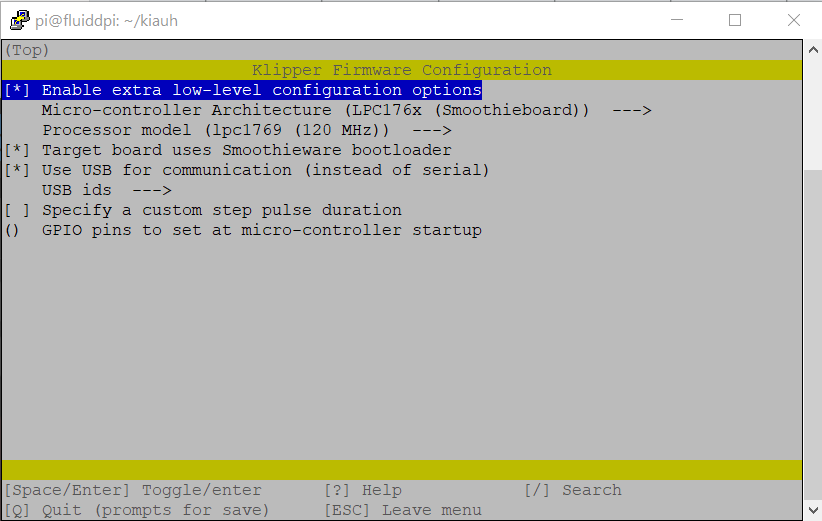 pi@fluiddpi: ~/kiauh
(Top)
Klipper Firmware Configuration
[*] Enable extra low-level configuration options
Micro-controller Architecture (LPC176x (Smoothieboard))  --->
Processor model (lpc1769 (120 MHz))  --->
[*] Target board uses Smoothieware bootloader
[*] Use USB for communication (instead of serial)
USB ids  --->
[ ] Specify a custom step pulse duration
()  GPIO pins to set at micro-controller startup
[Space/Enter] Toggle/enter      [?] Help            [/] Search
[Q] Quit (prompts for save)     [ESC] Leave menu